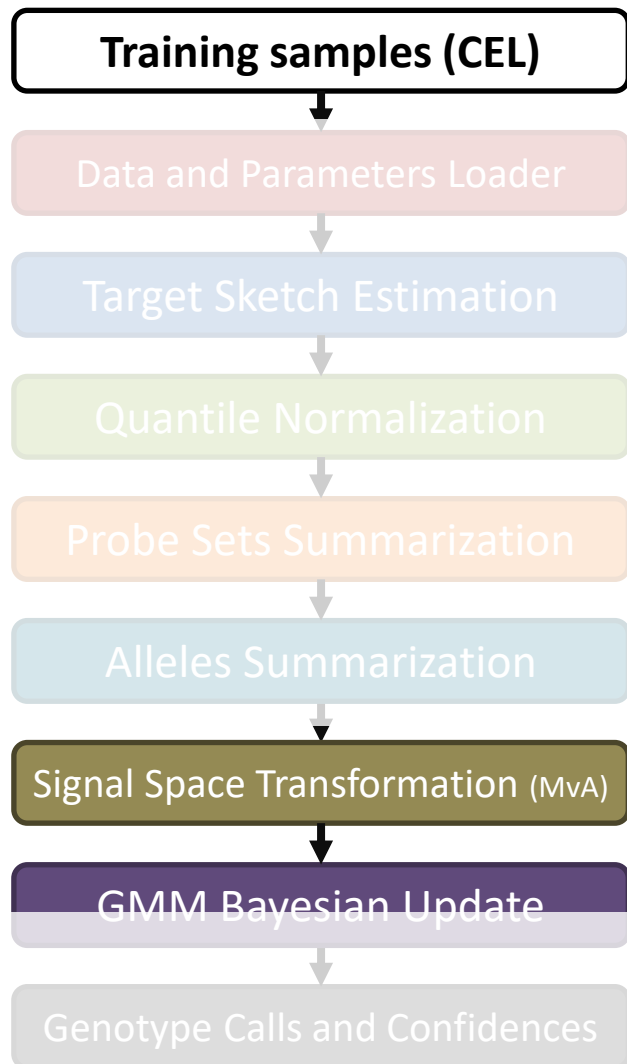 Training samples (CEL)
Data and Parameters Loader
Target Sketch Estimation
Quantile Normalization
Probe Sets Summarization
Alleles Summarization
Signal Space Transformation (MvA)
GMM Bayesian Update
Genotype Calls and Confidences